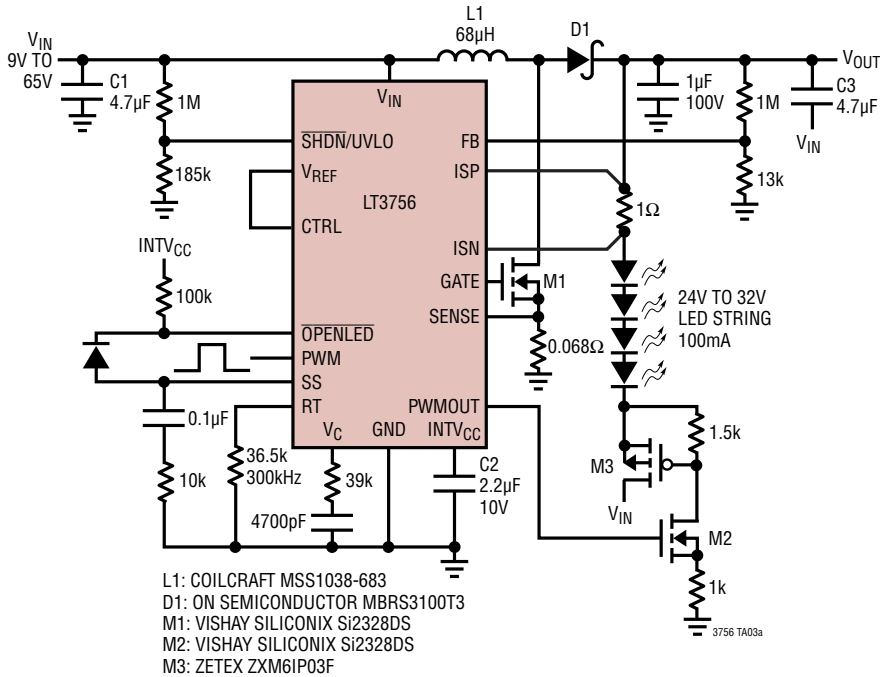 L1
68µH
D1
V_IN
9V TO
65V
V_OUT
C1
4.7µF
1M
V_IN
1µF
100V
1M
C3
4.7µF
V_IN
SHDN/UVLO
FB
185k
V_REF
ISP
13k
LT3756
1Ω
CTRL
INTV_CC
ISN
100k
GATE
M1
24V TO 32V
LED STRING
100mA
SENSE
OPENLED
0.068Ω
PWM
SS
RT
PWMOUT
0.1µF
V_C
GND
INTV_CC
1.5k
36.5k
300kHz
39k
C2
2.2µF
10V
M3
10k
V_IN
4700pF
M2
1k
L1: COILCRAFT MSS1038-683
D1: ON SEMICONDUCTOR MBRS3100T3
M1: VISHAY SILICONIX Si2328DS
M2: VISHAY SILICONIX Si2328DS
M3: ZETEX ZXM6IP03F
3756 TA03a